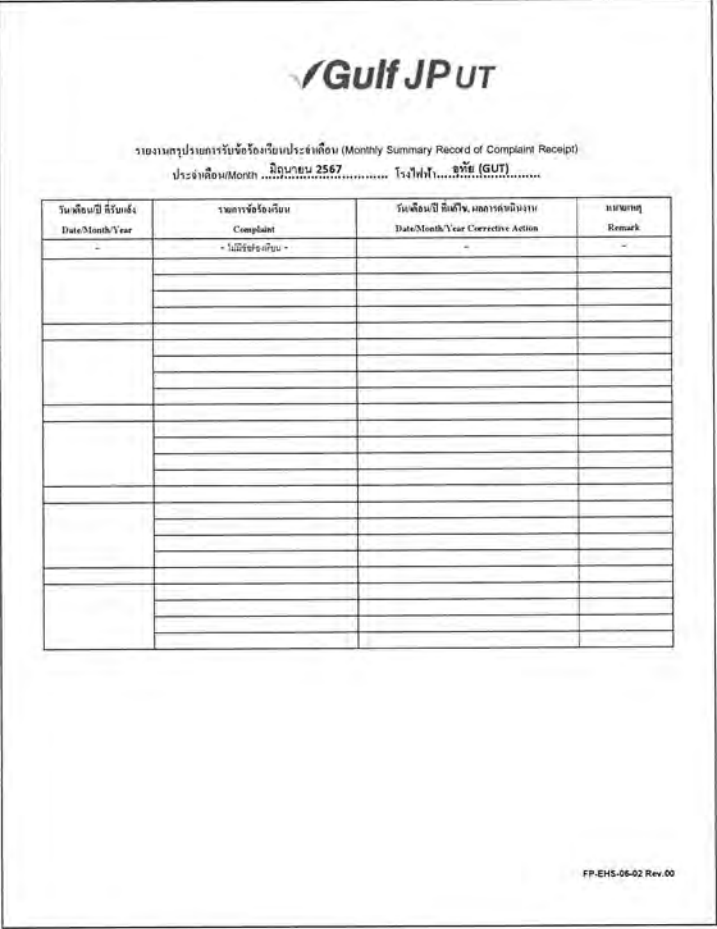 Gulf JP UT
รายงานสรุปรายการรับข้อร้องเรียนประจำเดือน (Monthly Summary Record of Complaint Receipt)
ประจำเดือน/Month ....มิถุนายน 2567.............. โรงไฟฟ้า.....อุทัย (GUT)........
วัน/เดือน/ปี ที่รับแจ้ง รายการข้อร้องเรียน วัน/เดือน/ปี ที่แก้ไข, ผลการดำเนินงาน หมายเหตุ
Date/Month/Year Complaint Date/Month/Year Corrective Action Remark
- - ไม่มีข้อร้องเรียน - - -
FP-EHS-06-02 Rev.00